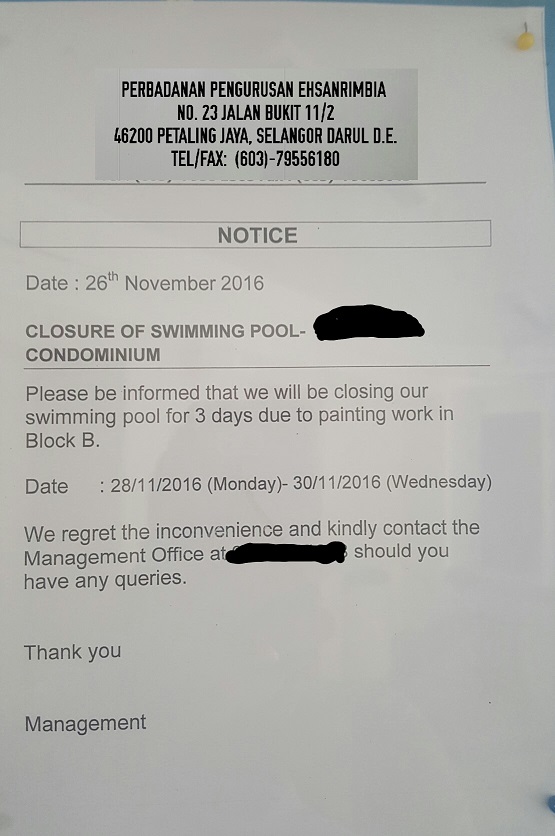 PERBADANAN PENGURUSAN EHSANRIMBIA
NO. 23 JALAN BUKIT 11/2
46200 PETALING JAYA, SELANGOR DARUL D.E.
TEL/FAX: (603)-79556180
NOTICE
Date : 26th November 2016
CLOSURE OF SWIMMING POOL-
CONDOMINIUM
Please be informed that we will be closing our
swimming pool for 3 days due to painting work in
Block B.
Date : 28/11/2016 (Monday)- 30/11/2016 (Wednesday)
We regret the inconvenience and kindly contact the
Management Office at should you
have any queries.
Thank you
Management